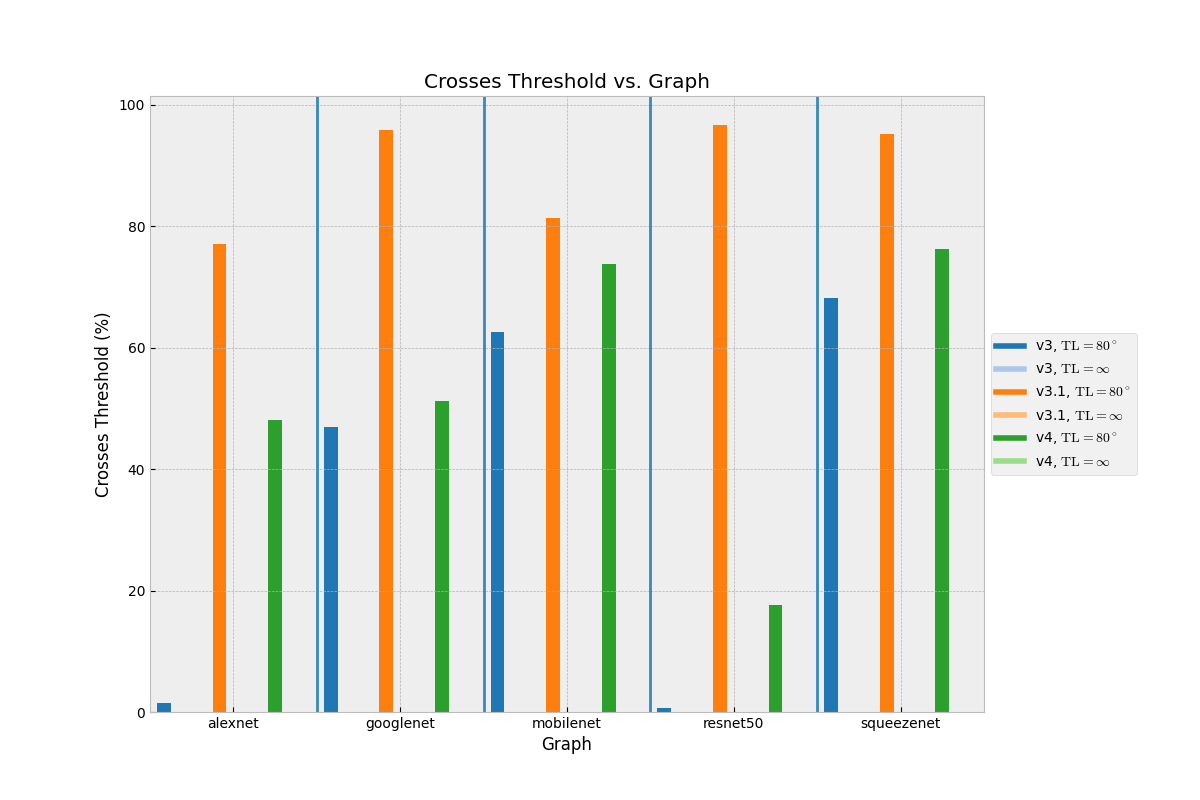 Crosses Threshold vs. Graph
100
80
60
40
20
0
Crosses Threshold (%)
alexnet googlenet mobilenet resnet50 squeezenet
Graph
v3, TL = 80°
v3, TL = ∞
v3.1, TL = 80°
v3.1, TL = ∞
v4, TL = 80°
v4, TL = ∞